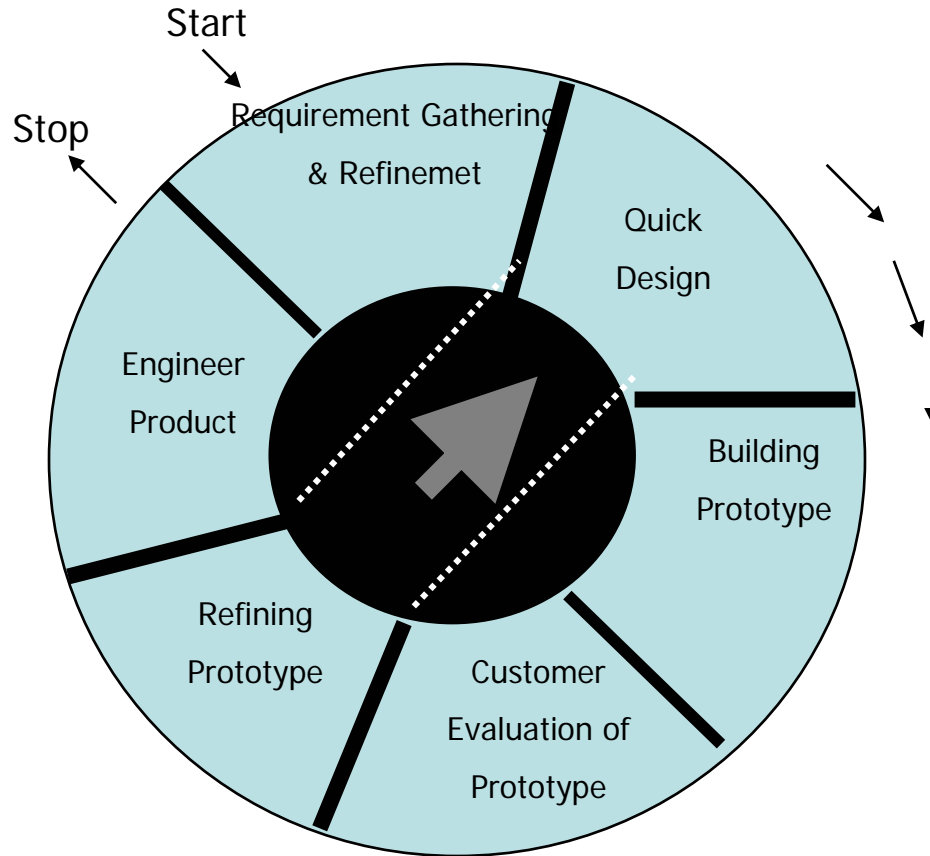 Start
Stop
Requirement Gathering
& Refinemet
Quick
Design
Building
Prototype
Customer
Evaluation of
Prototype
Refining
Prototype
Engineer
Product